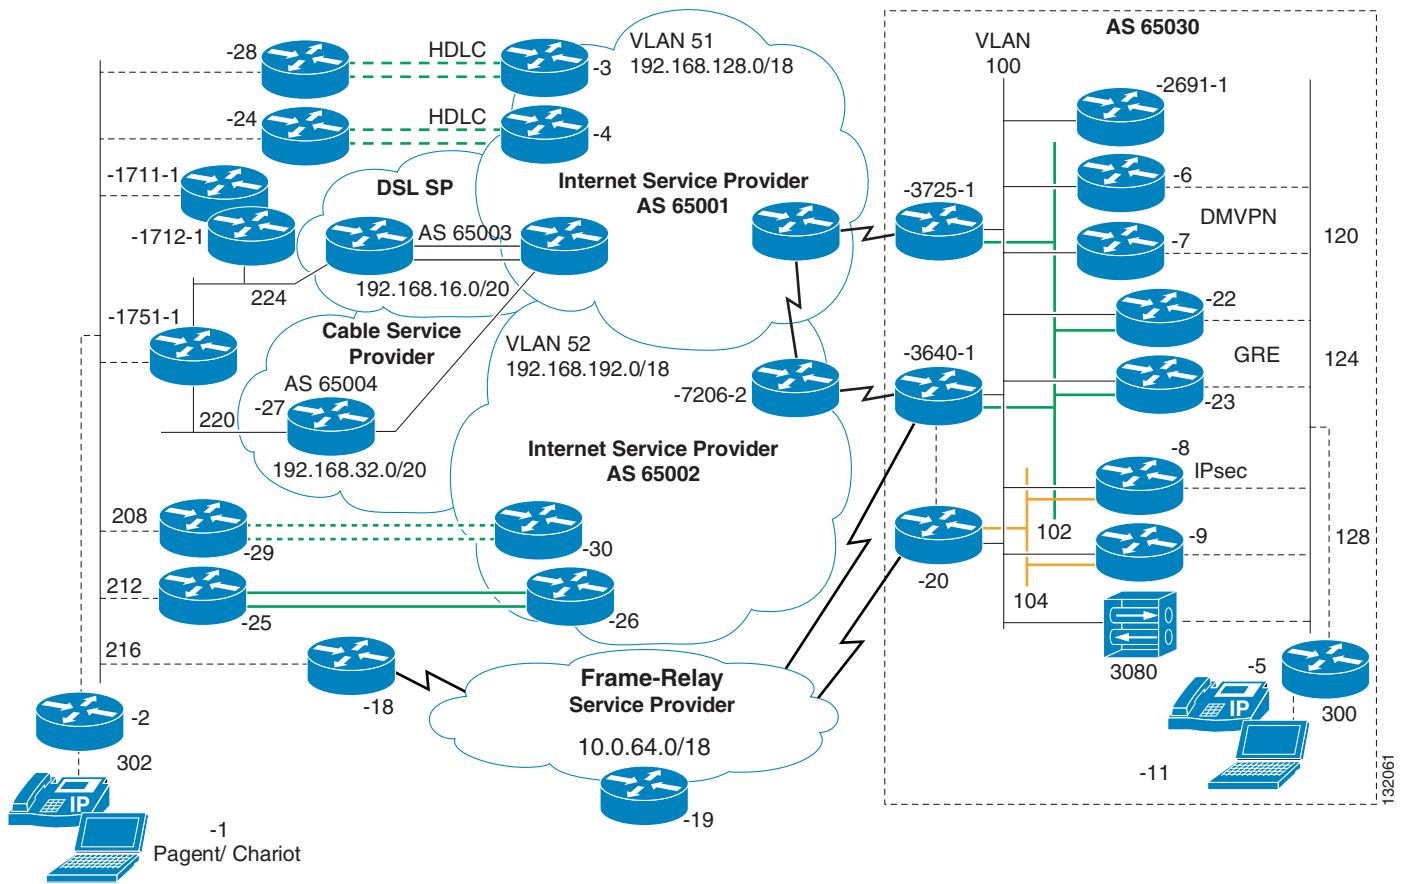 AS 65030
-28
HDLC
-3
VLAN 51
192.168.128.0/18
VLAN
100
-2691-1
-24
HDLC
-4
-1711-1
DSL SP
Internet Service Provider
AS 65001
-3725-1
-6
DMVPN
-1712-1
AS 65003
-7
120
192.168.16.0/20
224
-1751-1
Cable Service
Provider
VLAN 52
192.168.192.0/18
-3640-1
-22
GRE
124
AS 65004
-27
220
-7206-2
-23
192.168.32.0/20
Internet Service Provider
AS 65002
-8
IPsec
208
-29
-30
-20
102
-9
128
212
-25
-26
104
216
-18
Frame-Relay
Service Provider
10.0.64.0/18
-19
3080
-5
300
IP
-11
-2
302
IP
-1
Pagent/ Chariot
132061